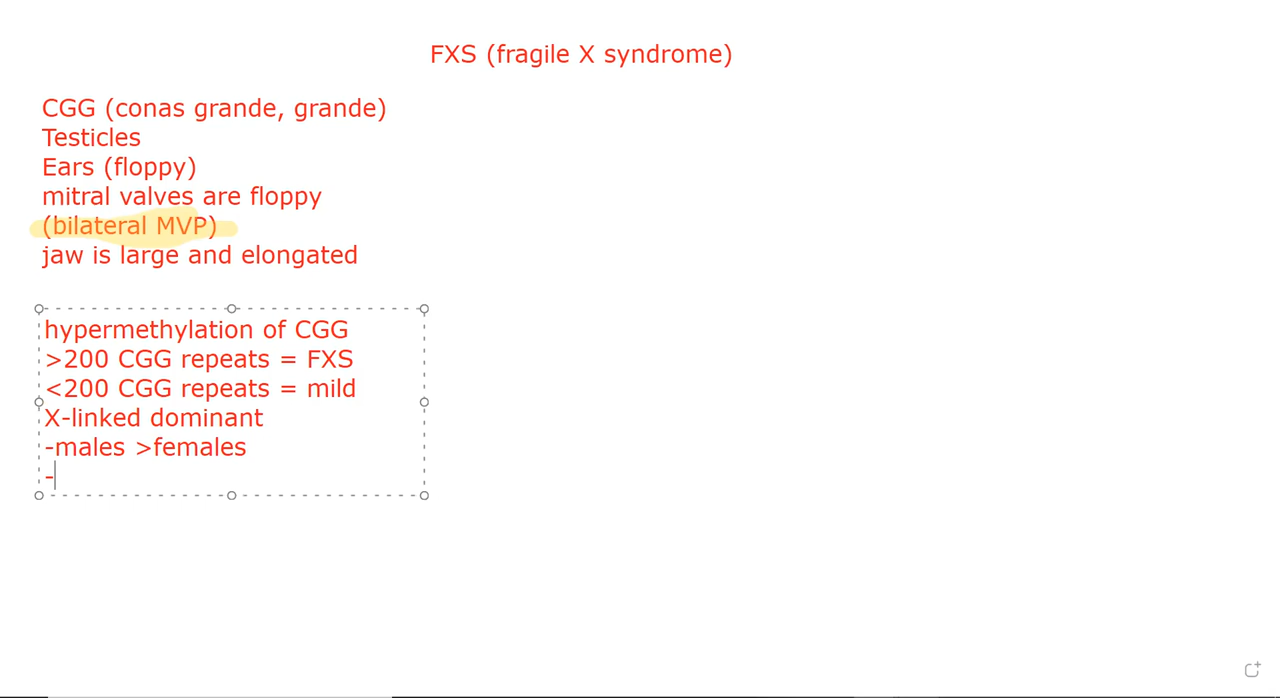 FXS (fragile X syndrome)
CGG (conas grande, grande)
Testicles
Ears (floppy)
mitral valves are floppy
(bilateral MVP)
jaw is large and elongated
hypermethylation of CGG
>200 CGG repeats = FXS
<200 CGG repeats = mild
X-linked dominant
-males >females
-